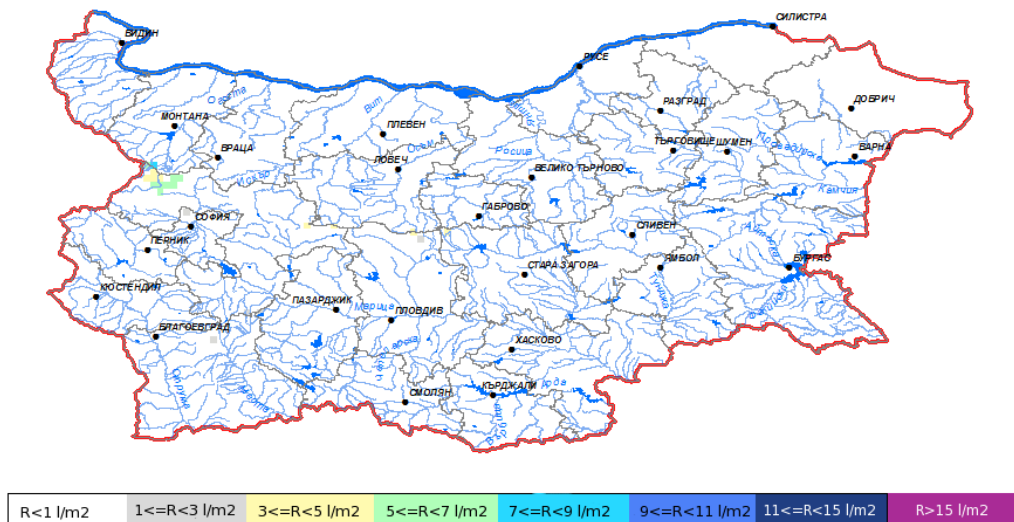 СИЛИСТРА
ВИДИН
РУСЕ
ДОБРИЧ
РАЗГРАД
МОНТАНА
ПЛЕВЕН
Вит
ТЪРГОВИЩЕ
ШУМЕН
ВАРНА
ВРАЦА
Осъм
Росица
ЛОВЕЧ
ВЕЛИКО ТЪРНОВО
Камчия
ГАБРОВО
СОФИЯ
СЛИВЕН
ПЕРНИК
СТАРА ЗАГОРА
ЯМБОЛ
БУРГАС
КЮСТЕНДИЛ
ПАЗАРДЖИК
Марица
ПЛОВДИВ
БЛАГОЕВГРАД
ХАСКОВО
Струма
Места
КЪРДЖАЛИ
Арда
СМОЛЯН
R<1 l/m2 1<=R<3 l/m2 3<=R<5 l/m2 5<=R<7 l/m2 7<=R<9 l/m2 9<=R<11 l/m2 11<=R<15 l/m2 R>15 l/m2